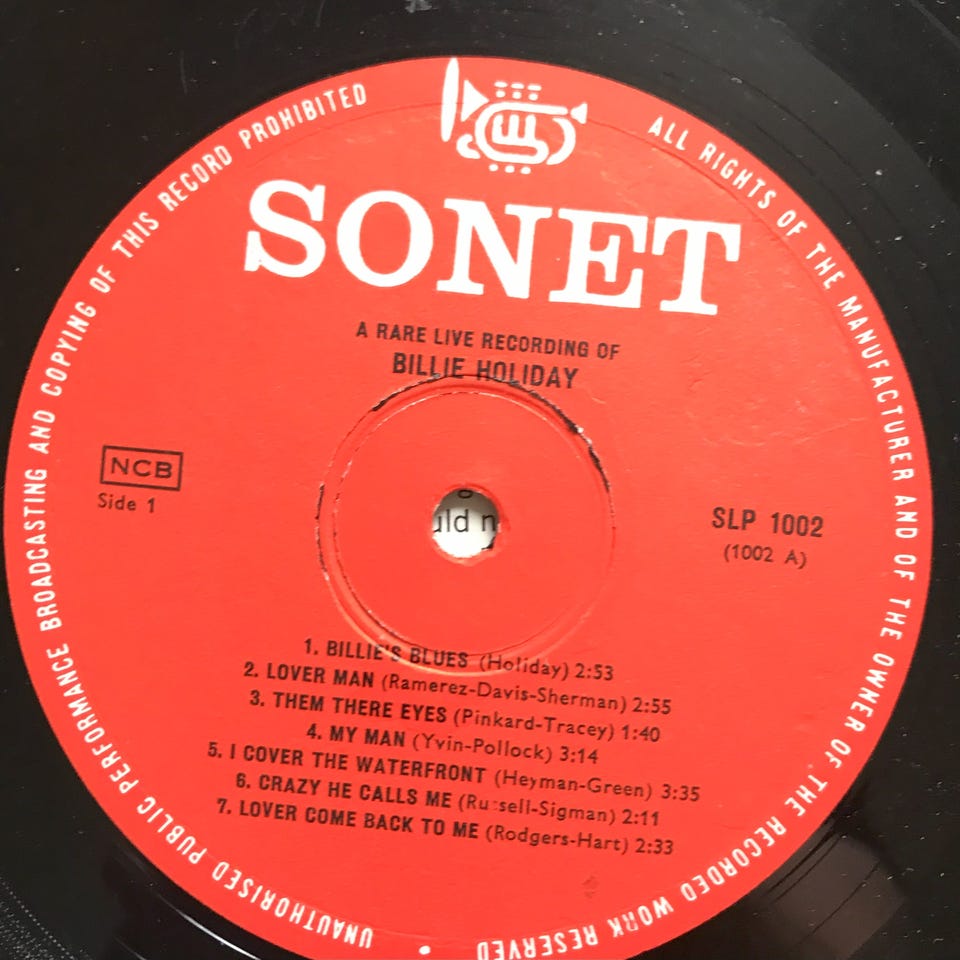 UNAUTHORISED PUBLIC PERFORMANCE BROADCASTING AND COPYING OF THIS RECORD PROHIBITED
ALL RIGHTS OF THE MANUFACTURER AND OF THE OWNER OF THE RECORDED WORK RESERVED
SONET
A RARE LIVE RECORDING OF
BILLIE HOLIDAY
NCB
Side 1
SLP 1002
(1002 A)
1. BILLIE'S BLUES (Holiday) 2:53
2. LOVER MAN (Ramerez-Davis-Sherman) 2:55
3. THEM THERE EYES (Pinkard-Tracey) 1:40
4. MY MAN (Yvin-Pollock) 3:14
5. I COVER THE WATERFRONT (Heyman-Green) 3:35
6. CRAZY HE CALLS ME (Russell-Sigman) 2:11
7. LOVER COME BACK TO ME (Rodgers-Hart) 2:33